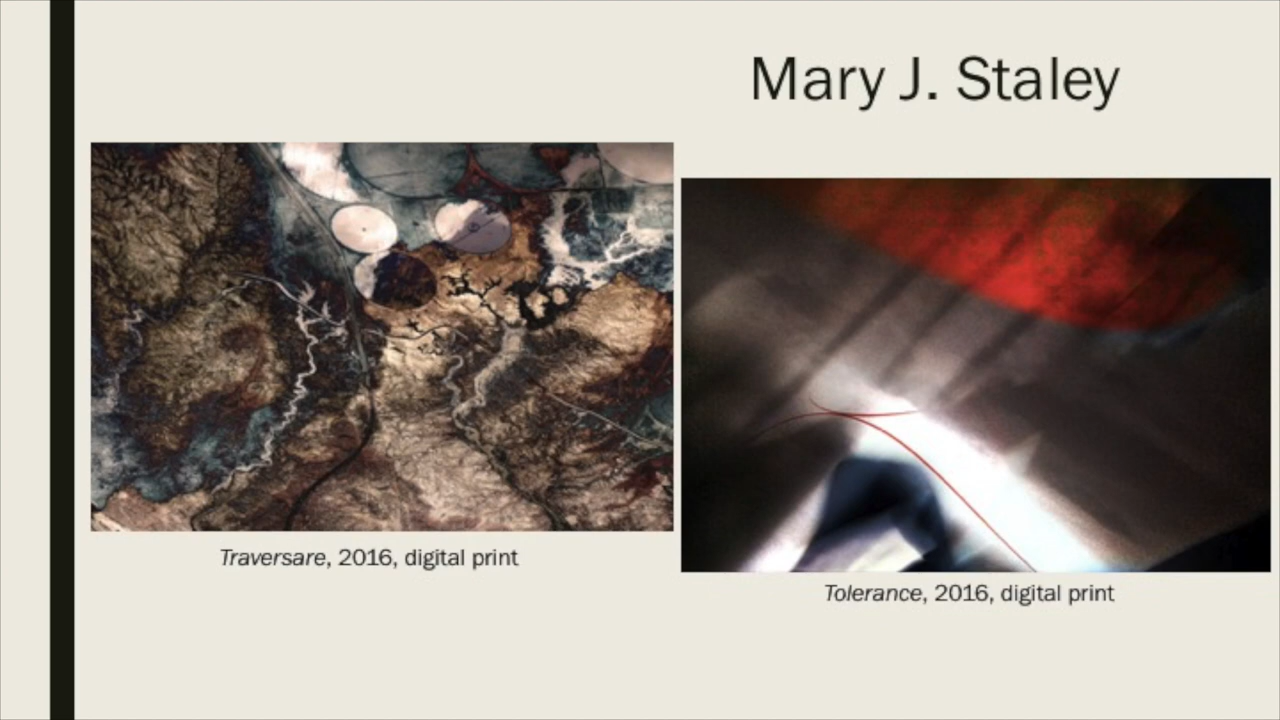 Mary J. Staley
Traversare, 2016, digital print
Tolerance, 2016, digital print